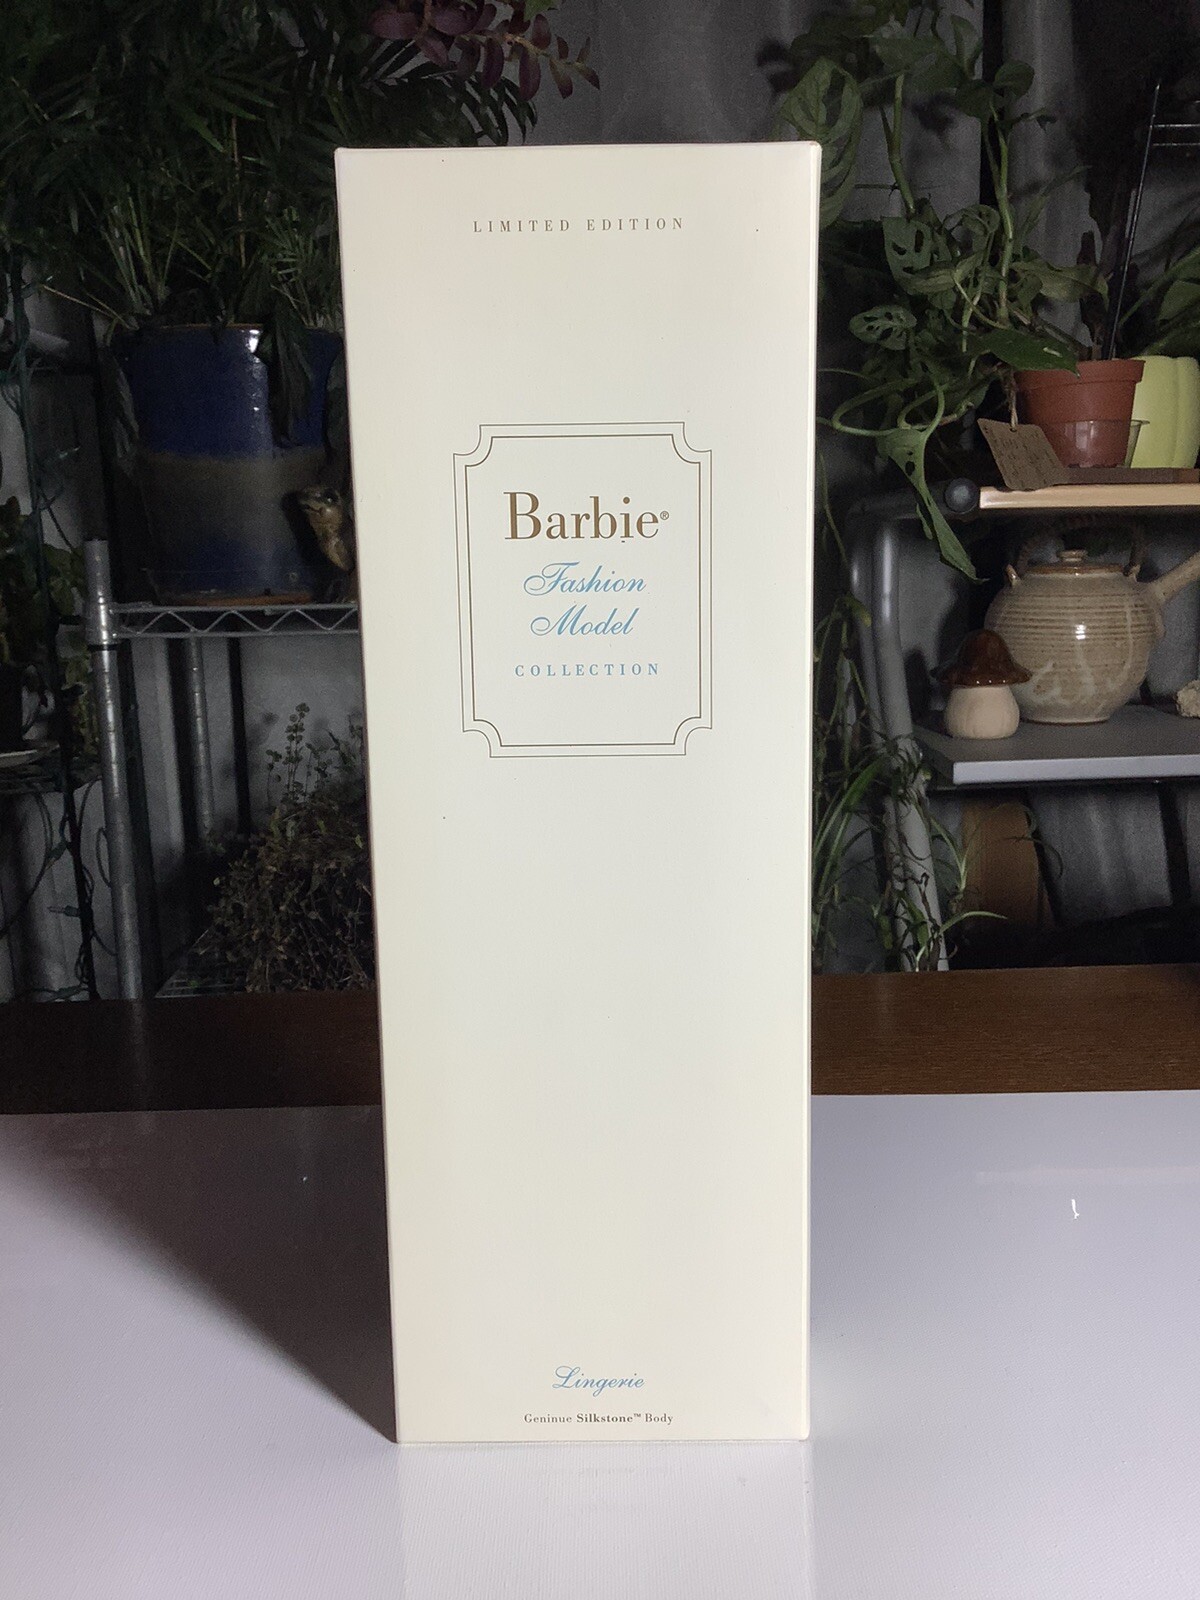 LIMITED EDITION
Barbie®
Fashion
Model
COLLECTION
Lingerie
Geninue Silkstone™ Body